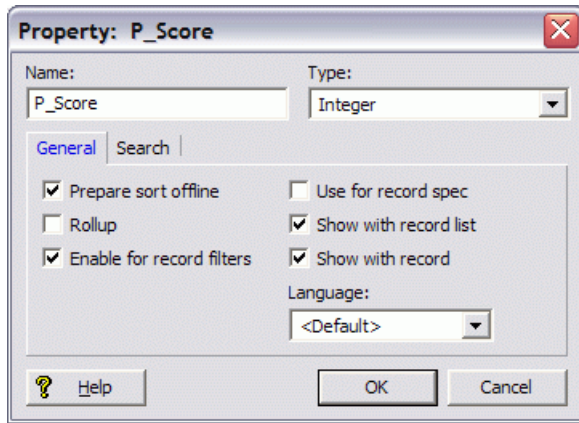 Property: P_Score
Name: Type:
P_Score Integer
General Search
Prepare sort offline Use for record spec
Rollup Show with record list
Enable for record filters Show with record
Language:
<Default>
Help OK Cancel